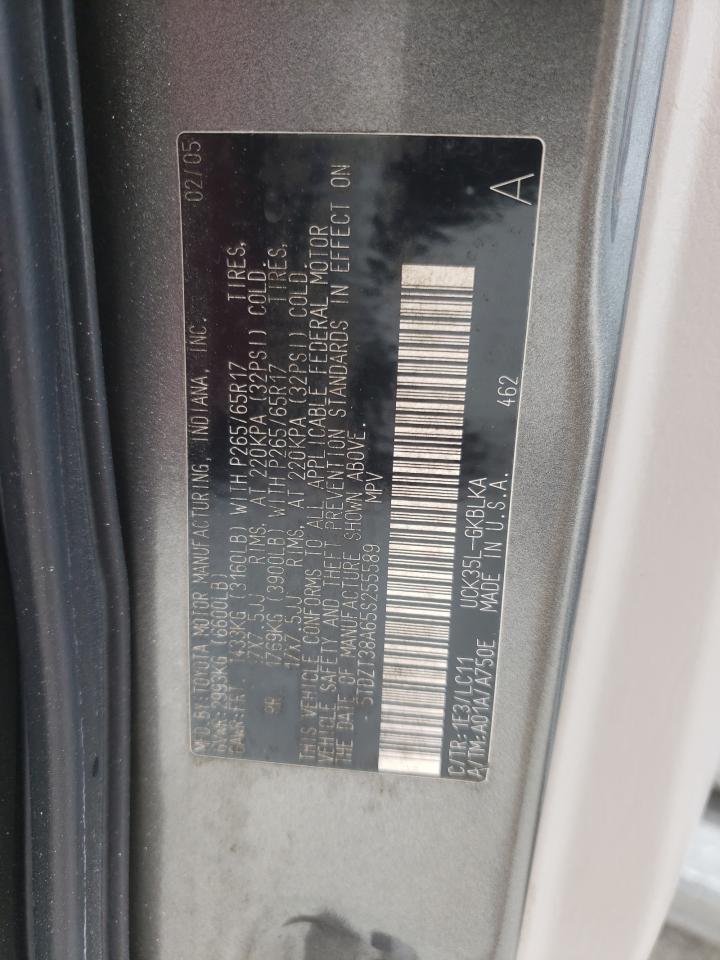 MFD.BY:TOYOTA MOTOR MANUFACTURING, INDIANA, INC. 02/05
GVWR:2993KG (6600LB)
GAWR:FRT. 1433KG (3160LB) WITH P265/65R17 TIRES,
17X7.5JJ RIMS, AT 220KPA (32PSI) COLD.
RR. 1769KG (3900LB) WITH P265/65R17 TIRES,
17X7.5JJ RIMS, AT 220KPA (32PSI) COLD.
THIS VEHICLE CONFORMS TO ALL APPLICABLE FEDERAL MOTOR
VEHICLE SAFETY AND THEFT PREVENTION STANDARDS IN EFFECT ON
THE DATE OF MANUFACTURE SHOWN ABOVE.
5TDZT38A65S255589 MPV
C/TR:1E3/LC11 UCK35L-GKBLKA 462 A
A/TM:A01A/A750E MADE IN U.S.A.